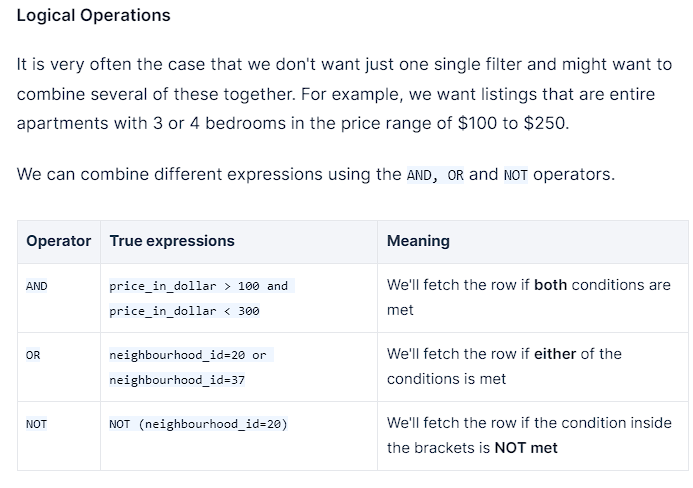 Logical Operations
It is very often the case that we don't want just one single filter and might want to
combine several of these together. For example, we want listings that are entire
apartments with 3 or 4 bedrooms in the price range of $100 to $250.
We can combine different expressions using the AND, OR and NOT operators.
Operator True expressions Meaning
AND price_in_dollar > 100 and We'll fetch the row if both conditions are
price_in_dollar < 300 met
OR neighbourhood_id=20 or We'll fetch the row if either of the
neighbourhood_id=37 conditions is met
NOT NOT (neighbourhood_id=20) We'll fetch the row if the condition inside
the brackets is NOT met